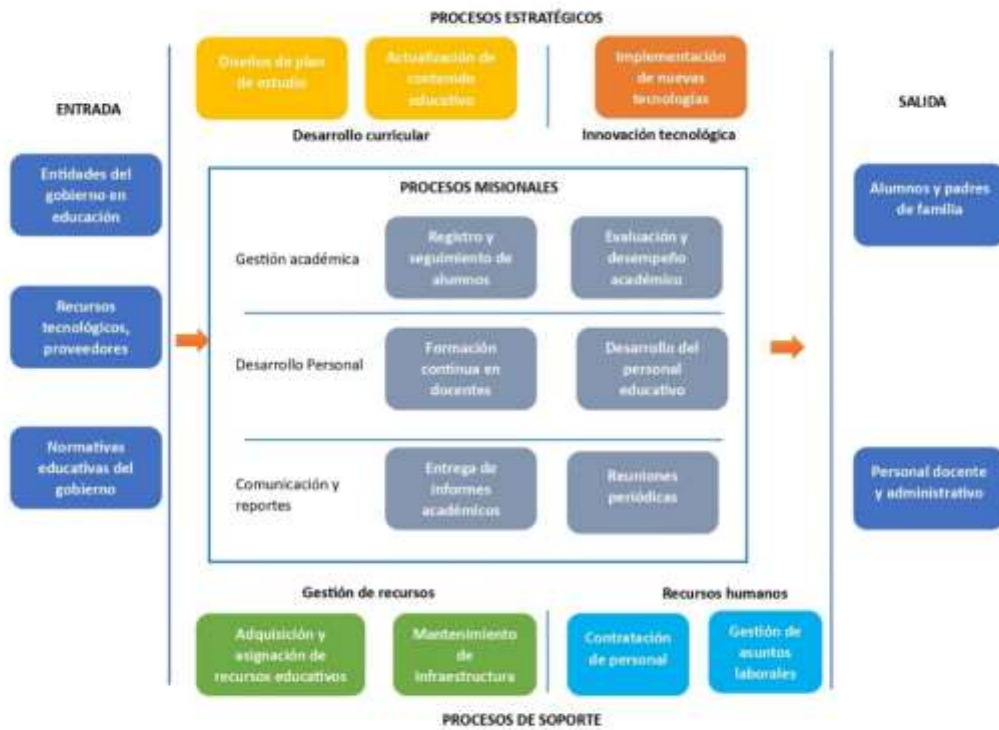 PROCESOS ESTRATÉGICOS
Diseños de plan
de estudio
Actualización de
contenido
educativo
Implementación
de nuevas
tecnologías
Desarrollo curricular
Innovación tecnológica
ENTRADA
Entidades del
gobierno en
educación
Recursos
tecnológicos,
proveedores
Normativas
educativas del
gobierno
PROCESOS MISIONALES
Gestión académica
Registro y
seguimiento de
alumnos
Evaluación y
desempeño
académico
Desarrollo Personal
Formación
continua en
docentes
Desarrollo del
personal
educativo
Comunicación y
reportes
Entrega de
informes
académicos
Reuniones
periódicas
SALIDA
Alumnos y padres
de familia
Personal docente
y administrativo
Gestión de recursos
Recursos humanos
Adquisición y
asignación de
recursos educativos
Mantenimiento
de
infraestructura
Contratación
de personal
Gestión de
asuntos
laborales
PROCESOS DE SOPORTE